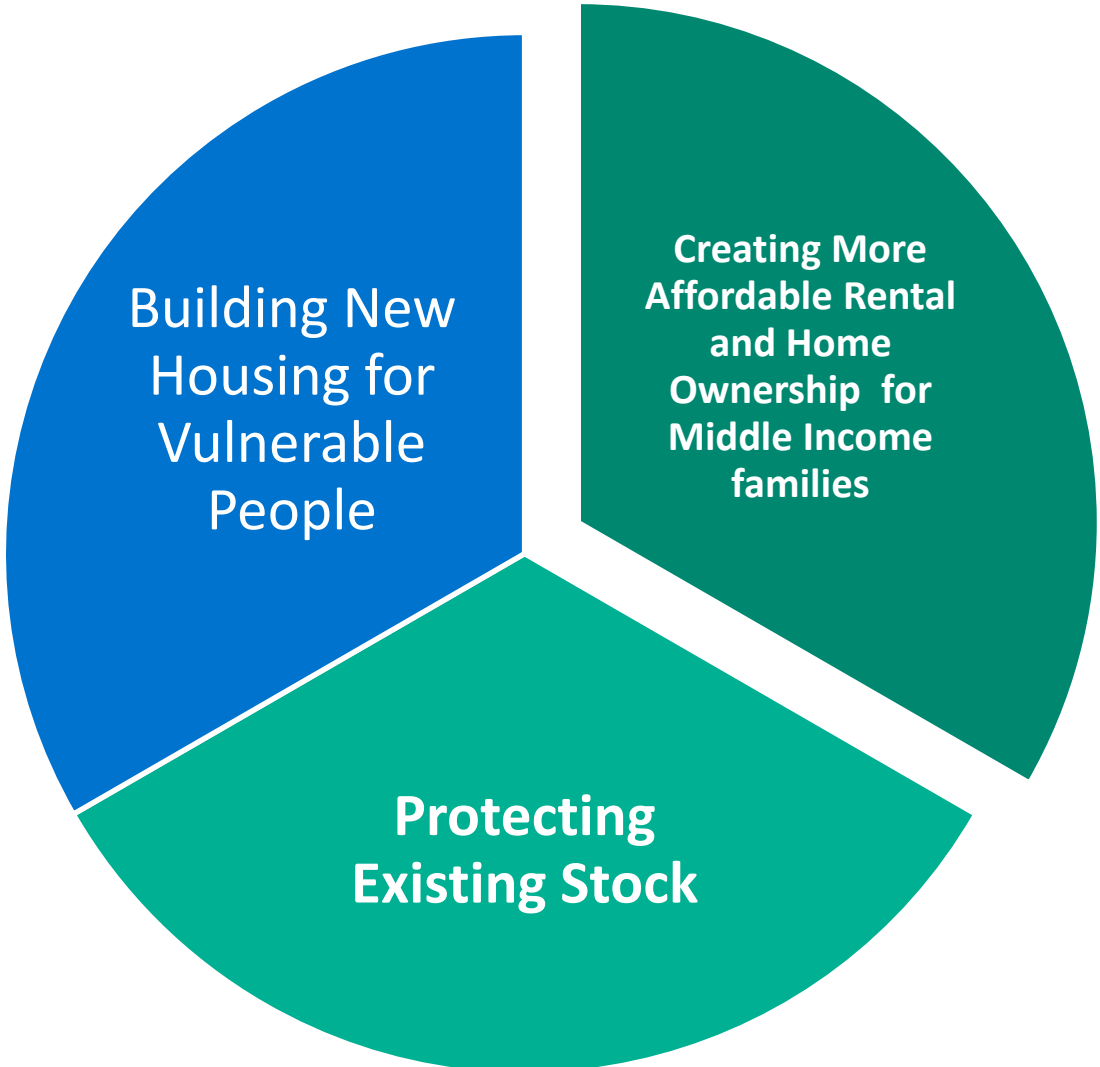 Building New
Housing for
Vulnerable
People
Creating More
Affordable Rental
and Home
Ownership  for
Middle Income
families
Protecting
Existing Stock